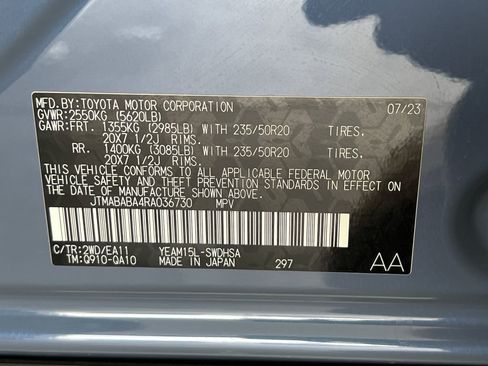 MFD.BY:TOYOTA MOTOR CORPORATION 07/23
GVWR:2550KG (5620LB)
GAWR:FRT. 1355KG (2985LB) WITH 235/50R20 TIRES,
20X7 1/2J RIMS.
RR. 1400KG (3085LB) WITH 235/50R20 TIRES,
20X7 1/2J RIMS.
THIS VEHICLE CONFORMS TO ALL APPLICABLE FEDERAL MOTOR
VEHICLE SAFETY AND THEFT PREVENTION STANDARDS IN EFFECT
ON THE DATE OF MANUFACTURE SHOWN ABOVE.
JTMABABA4RA036730 MPV
C/TR:2WD/EA11 YEAM15L-SWDHSA
TM:Q910-QA10 MADE IN JAPAN 297 AA